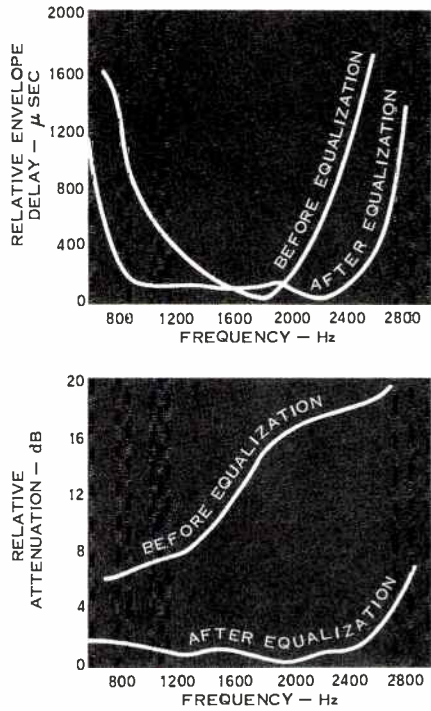 RELATIVE ENVELOPE
DELAY — μ SEC
2000
1600
1200
800
400
0
BEFORE EQUALIZATION
AFTER EQUALIZATION
800 1200 1600 2000 2400 2800
FREQUENCY — Hz
RELATIVE
ATTENUATION — dB
20
16
12
8
4
0
BEFORE EQUALIZATION
AFTER EQUALIZATION
800 1200 1600 2000 2400 2800
FREQUENCY — Hz